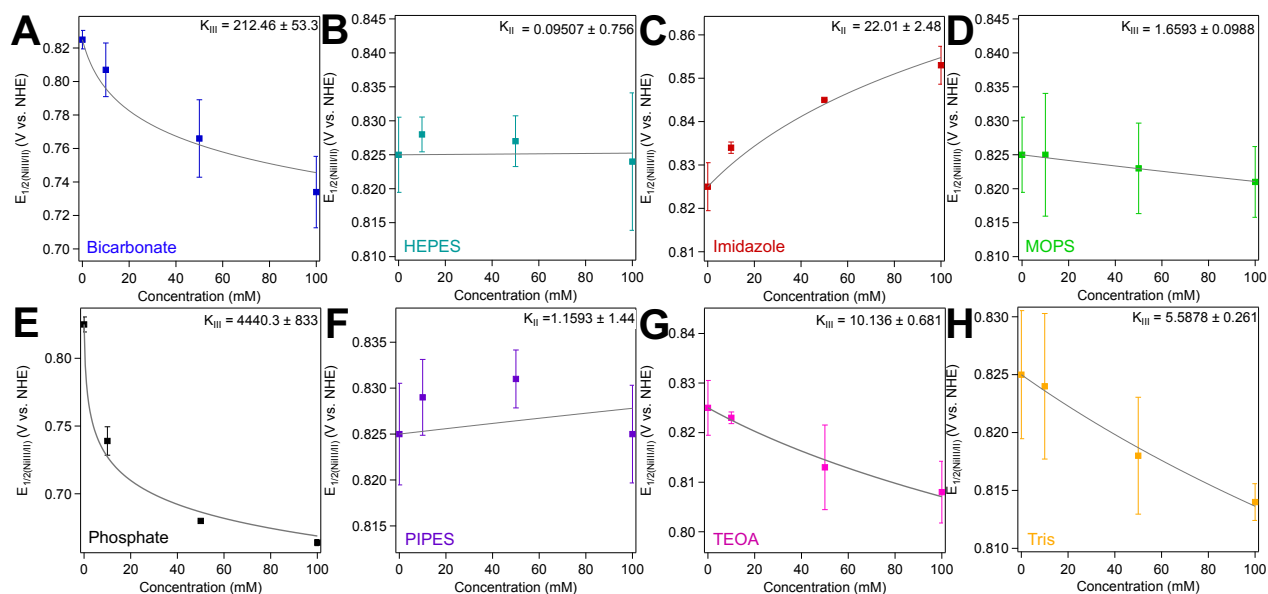 A
K_III = 212.46 ± 53.3
E_1/2(NiIII/II) (V vs. NHE)
0.82
0.80
0.78
0.76
0.74
0.72
0.70
Bicarbonate
0 20 40 60 80 100
Concentration (mM)
B
K_II = 0.09507 ± 0.756
E_1/2(NiIII/II) (V vs. NHE)
0.845
0.840
0.835
0.830
0.825
0.820
0.815
0.810
HEPES
0 20 40 60 80 100
Concentration (mM)
C
K_II = 22.01 ± 2.48
E_1/2(NiIII/II) (V vs. NHE)
0.86
0.85
0.84
0.83
0.82
0.81
Imidazole
0 20 40 60 80 100
Concentration (mM)
D
K_III = 1.6593 ± 0.0988
E_1/2(NiIII/II) (V vs. NHE)
0.845
0.840
0.835
0.830
0.825
0.820
0.815
0.810
MOPS
0 20 40 60 80 100
Concentration (mM)
E
K_III = 4440.3 ± 833
E_1/2(NiIII/II) (V vs. NHE)
0.80
0.75
0.70
Phosphate
0 20 40 60 80 100
Concentration (mM)
F
K_II =1.1593 ± 1.44
E_1/2(NiIII/II) (V vs. NHE)
0.835
0.830
0.825
0.820
0.815
PIPES
0 20 40 60 80 100
Concentration (mM)
G
K_III = 10.136 ± 0.681
E_1/2(NiIII/II) (V vs. NHE)
0.84
0.83
0.82
0.81
0.80
TEOA
0 20 40 60 80 100
Concentration (mM)
H
K_III = 5.5878 ± 0.261
E_1/2(NiIII/II) (V vs. NHE)
0.830
0.825
0.820
0.814
0.810
Tris
0 20 40 60 80 100
Concentration (mM)